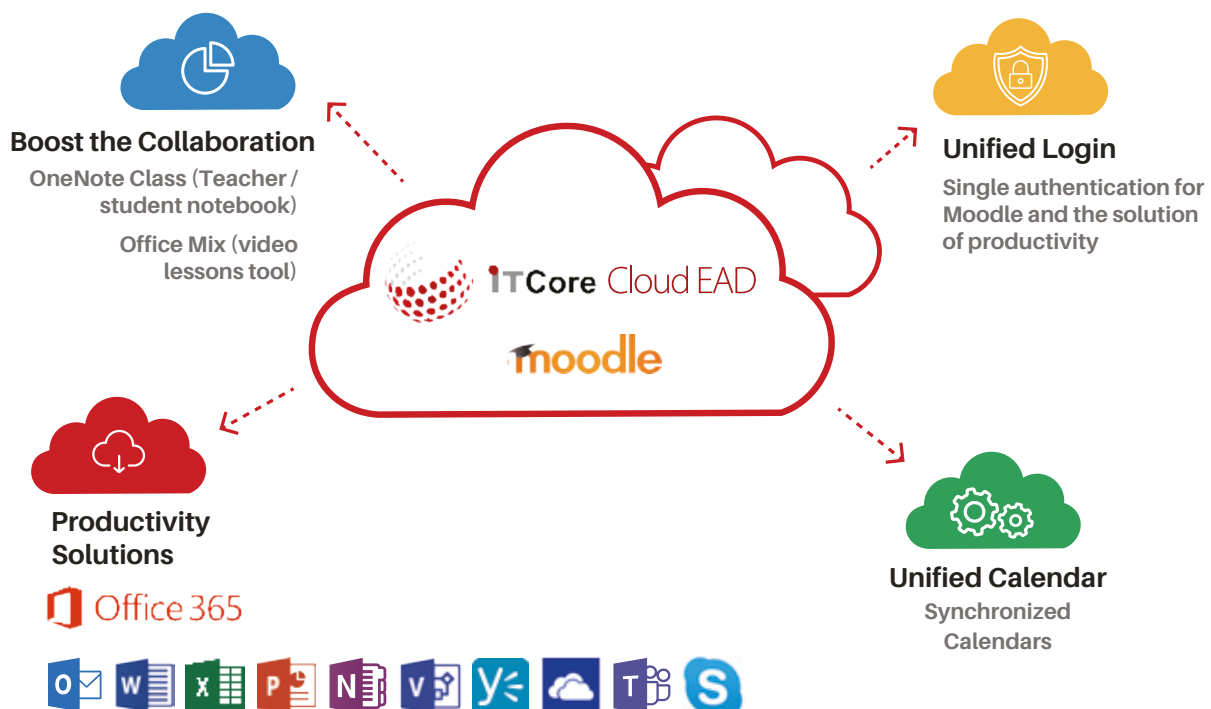 Boost the Collaboration
OneNote Class (Teacher /
student notebook)
Office Mix (video
lessons tool)
Unified Login
Single authentication for
Moodle and the solution
of productivity
iTCore Cloud EAD
moodle
Productivity
Solutions
Office 365
Unified Calendar
Synchronized
Calendars
O W X P N V y T S